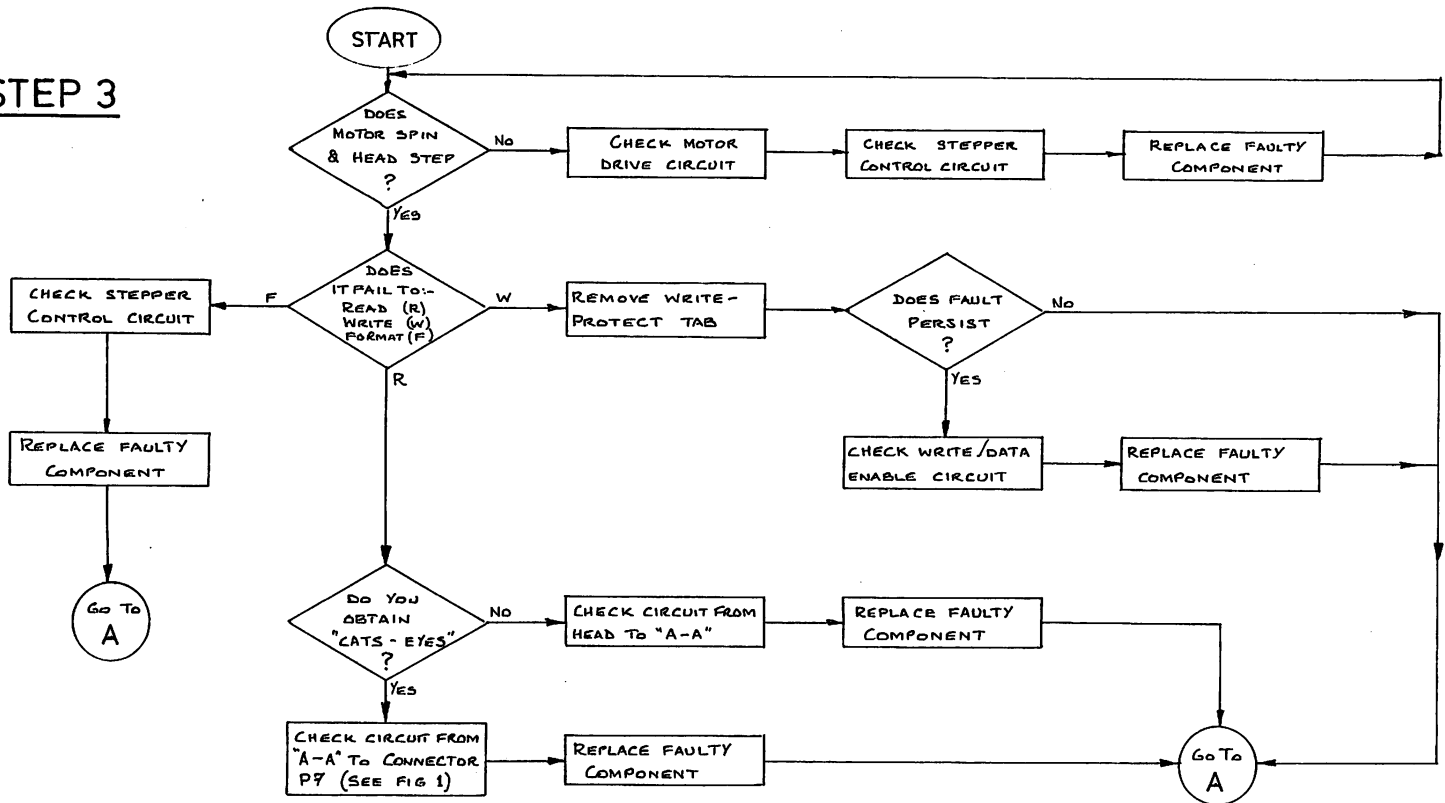 STEP 3
START
DOES
MOTOR SPIN
& HEAD STEP
?
NO
CHECK MOTOR
DRIVE CIRCUIT
CHECK STEPPER
CONTROL CIRCUIT
REPLACE FAULTY
COMPONENT
YES
DOES
IT FAIL TO:-
READ (R)
WRITE (W)
FORMAT (F)
F
CHECK STEPPER
CONTROL CIRCUIT
REPLACE FAULTY
COMPONENT
GO TO
A
W
REMOVE WRITE-
PROTECT TAB
DOES FAULT
PERSIST
?
NO
YES
CHECK WRITE/DATA
ENABLE CIRCUIT
REPLACE FAULTY
COMPONENT
R
DO YOU
OBTAIN
"CATS-EYES"
?
NO
CHECK CIRCUIT FROM
HEAD TO "A-A"
REPLACE FAULTY
COMPONENT
YES
CHECK CIRCUIT FROM
"A-A" TO CONNECTOR
P7 (SEE FIG 1)
REPLACE FAULTY
COMPONENT
GO TO
A